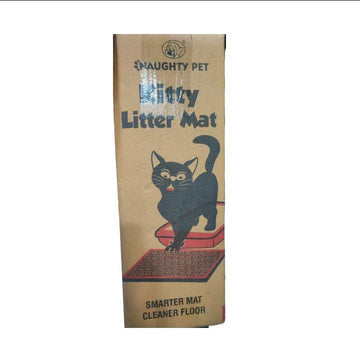 NAUGHTY PET
Kitty
Litter Mat
SMARTER MAT
CLEANER FLOOR